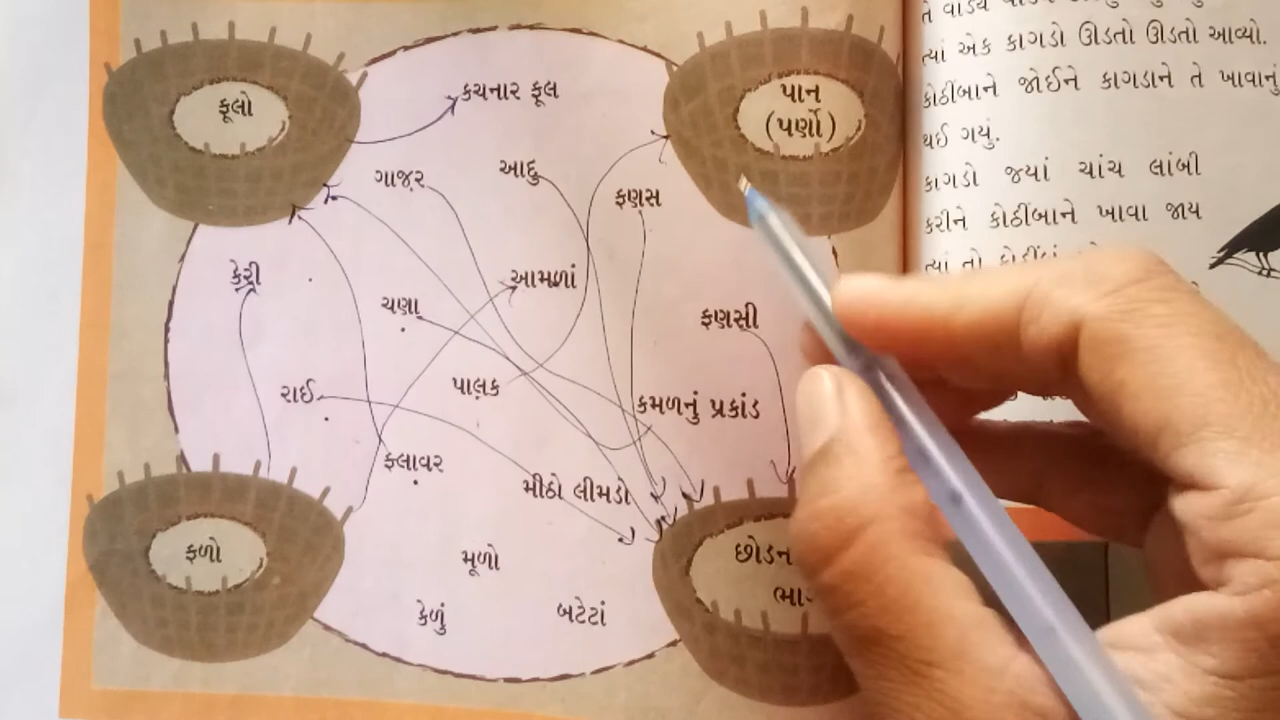 ફૂલો
કચનાર ફૂલ
પાન
(પર્ણો)
ગાજર
આદુ
ફણસ
કેરી
આમળાં
ચણા
ફણસી
રાઈ
પાલક
કમળનું પ્રકાંડ
ફ્લાવર
મીઠો લીમડો
ફળો
મૂળો
છોડન
ભા
કેળું
બટેટાં
ત્યાં એક કાગડો ઊડતો ઊડતો આવ્યો.
કોઠીંબાને જોઈને કાગડાને તે ખાવાનું
થઈ ગયું.
કાગડો જ્યાં ચાંચ લાંબી
કરીને કોઠીંબાને ખાવા જાય
ત્યાં તો